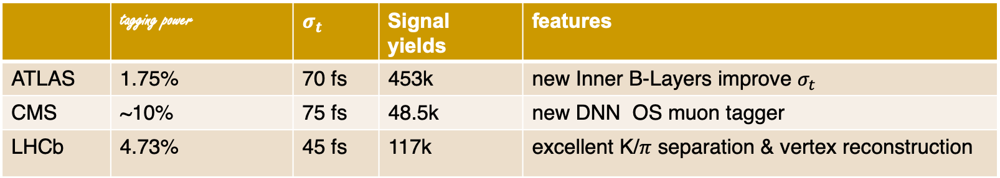 tagging power σt Signal yields features
ATLAS 1.75% 70 fs 453k new Inner B-Layers improve σt
CMS ~10% 75 fs 48.5k new DNN OS muon tagger
LHCb 4.73% 45 fs 117k excellent K/π separation & vertex reconstruction